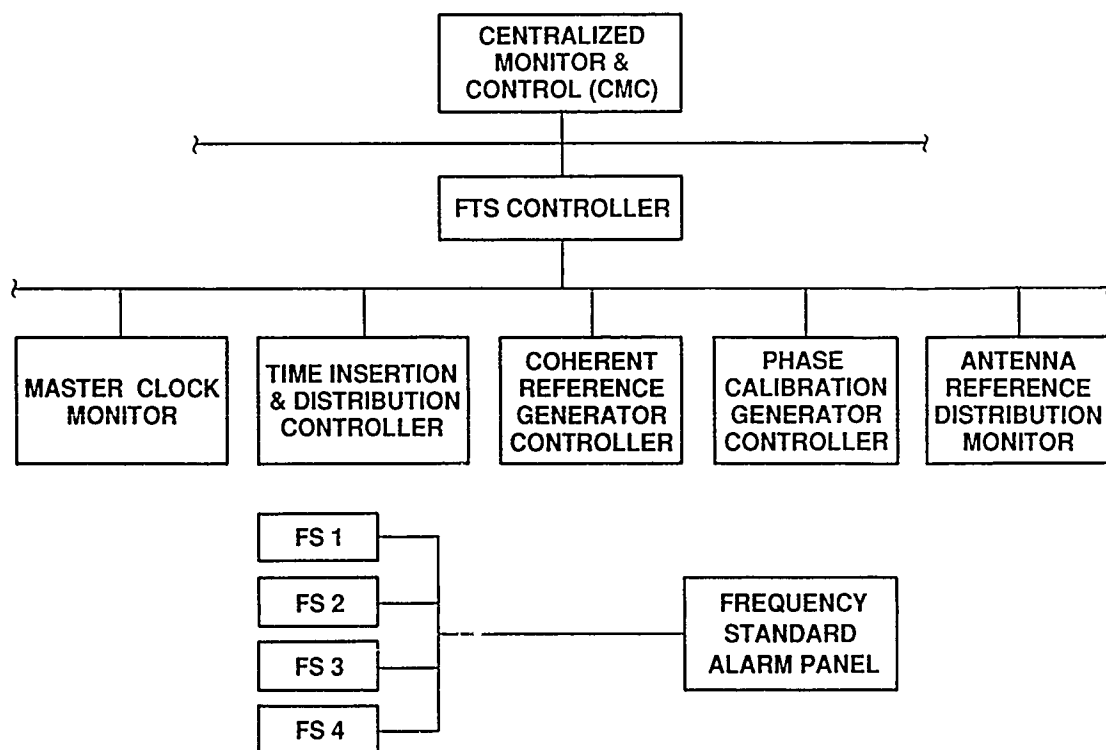 CENTRALIZED
MONITOR &
CONTROL (CMC)
FTS CONTROLLER
MASTER CLOCK
MONITOR
TIME INSERTION
& DISTRIBUTION
CONTROLLER
COHERENT
REFERENCE
GENERATOR
CONTROLLER
PHASE
CALIBRATION
GENERATOR
CONTROLLER
ANTENNA
REFERENCE
DISTRIBUTION
MONITOR
FS 1
FS 2
FS 3
FS 4
FREQUENCY
STANDARD
ALARM PANEL